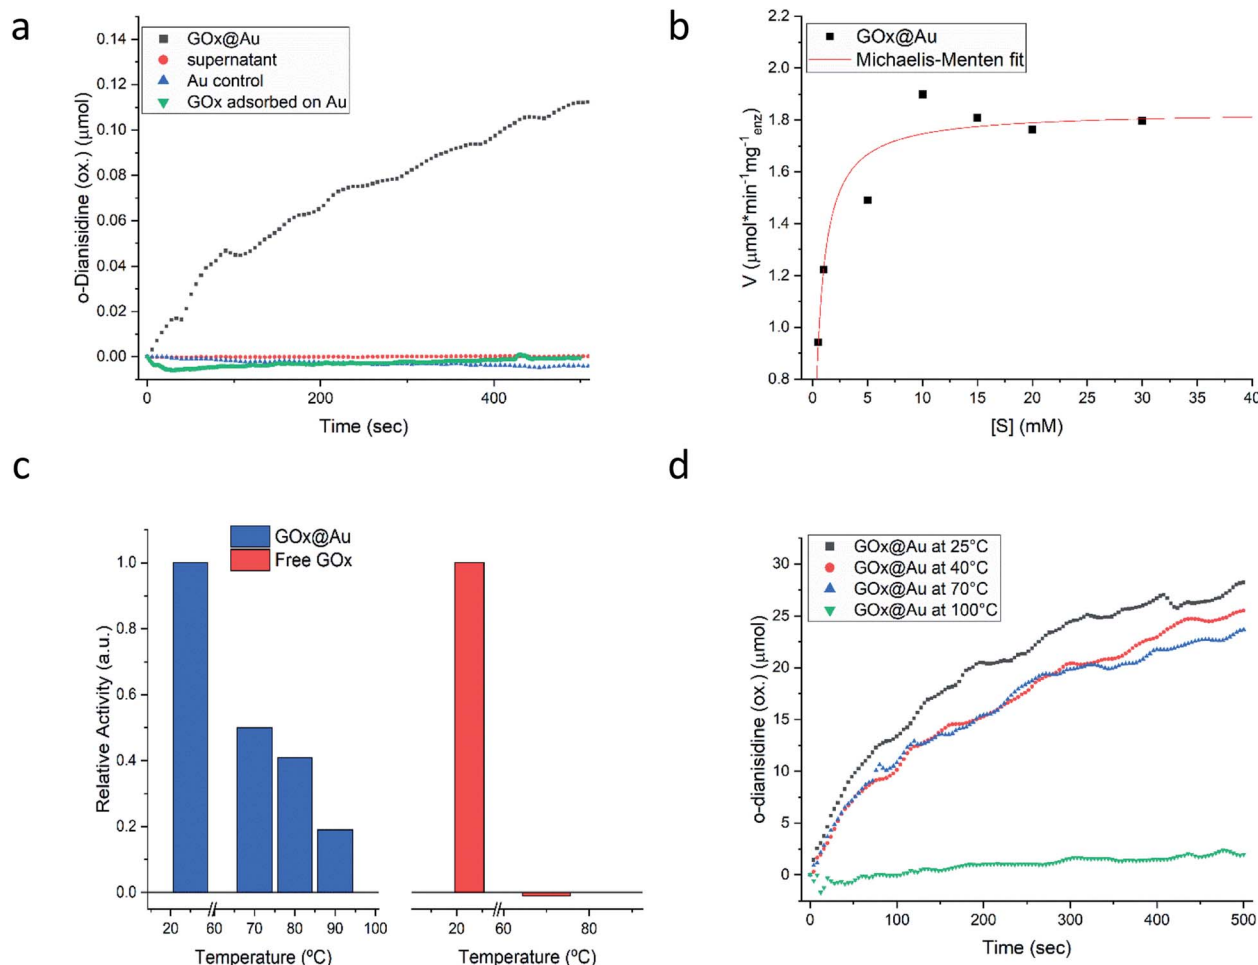 a
GOx@Au
supernatant
Au control
GOx adsorbed on Au
0.14
0.12
0.10
0.08
0.06
0.04
0.02
0.00
o-Dianisidine (ox.) (μmol)
0 200 400
Time (sec)
b
GOx@Au
Michaelis-Menten fit
2.2
2.0
1.8
1.6
1.4
1.2
1.0
0.8
V (μmol*min⁻¹mg⁻¹enz)
0 5 10 15 20 25 30 35 40
[S] (mM)
c
GOx@Au
Free GOx
1.0
0.8
0.6
0.4
0.2
0.0
Relative Activity (a.u.)
20 60 70 80 90 100
Temperature (ºC)
20 60 80
Temperature (ºC)
d
GOx@Au at 25°C
GOx@Au at 40°C
GOx@Au at 70°C
GOx@Au at 100°C
30
25
20
15
10
5
0
o-dianisidine (ox.) (μmol)
0 100 200 300 400 500
Time (sec)